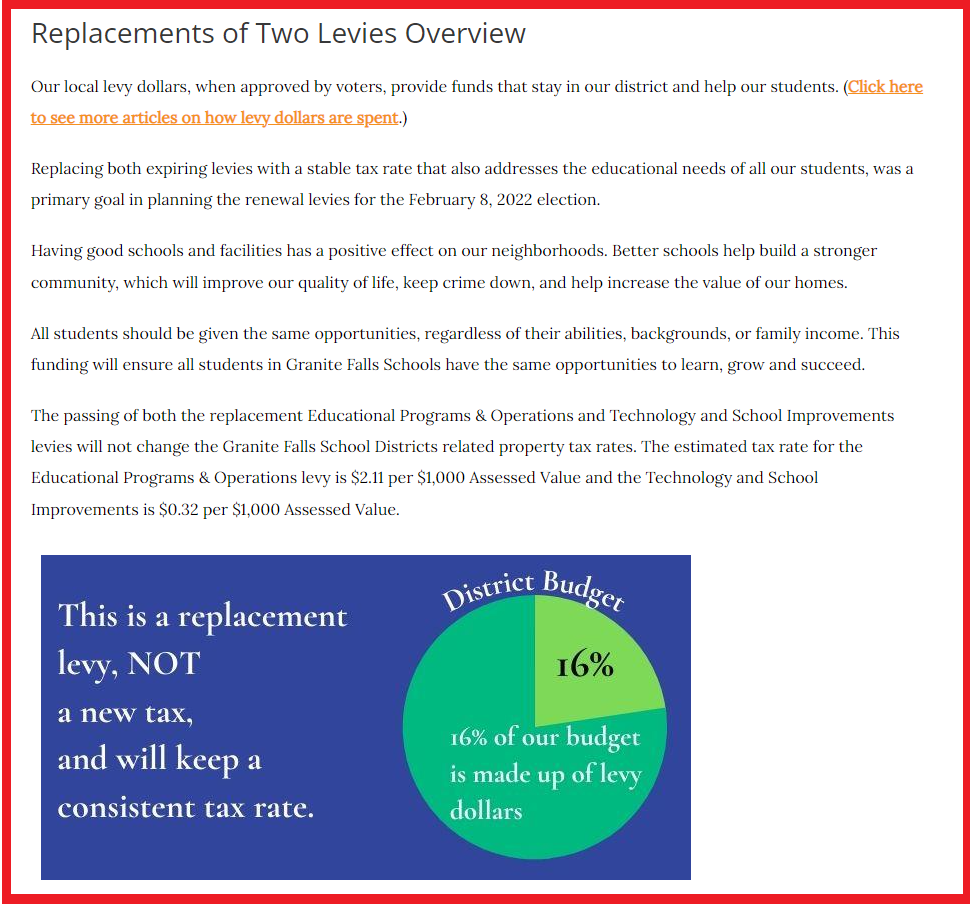 Replacements of Two Levies Overview
Our local levy dollars, when approved by voters, provide funds that stay in our district and help our students. (Click here
to see more articles on how levy dollars are spent.)
Replacing both expiring levies with a stable tax rate that also addresses the educational needs of all our students, was a
primary goal in planning the renewal levies for the February 8, 2022 election.
Having good schools and facilities has a positive effect on our neighborhoods. Better schools help build a stronger
community, which will improve our quality of life, keep crime down, and help increase the value of our homes.
All students should be given the same opportunities, regardless of their abilities, backgrounds, or family income. This
funding will ensure all students in Granite Falls Schools have the same opportunities to learn, grow and succeed.
The passing of both the replacement Educational Programs & Operations and Technology and School Improvements
levies will not change the Granite Falls School Districts related property tax rates. The estimated tax rate for the
Educational Programs & Operations levy is $2.11 per $1,000 Assessed Value and the Technology and School
Improvements is $0.32 per $1,000 Assessed Value.
This is a replacement
levy, NOT
a new tax,
and will keep a
consistent tax rate.
District Budget
16%
16% of our budget
is made up of levy
dollars